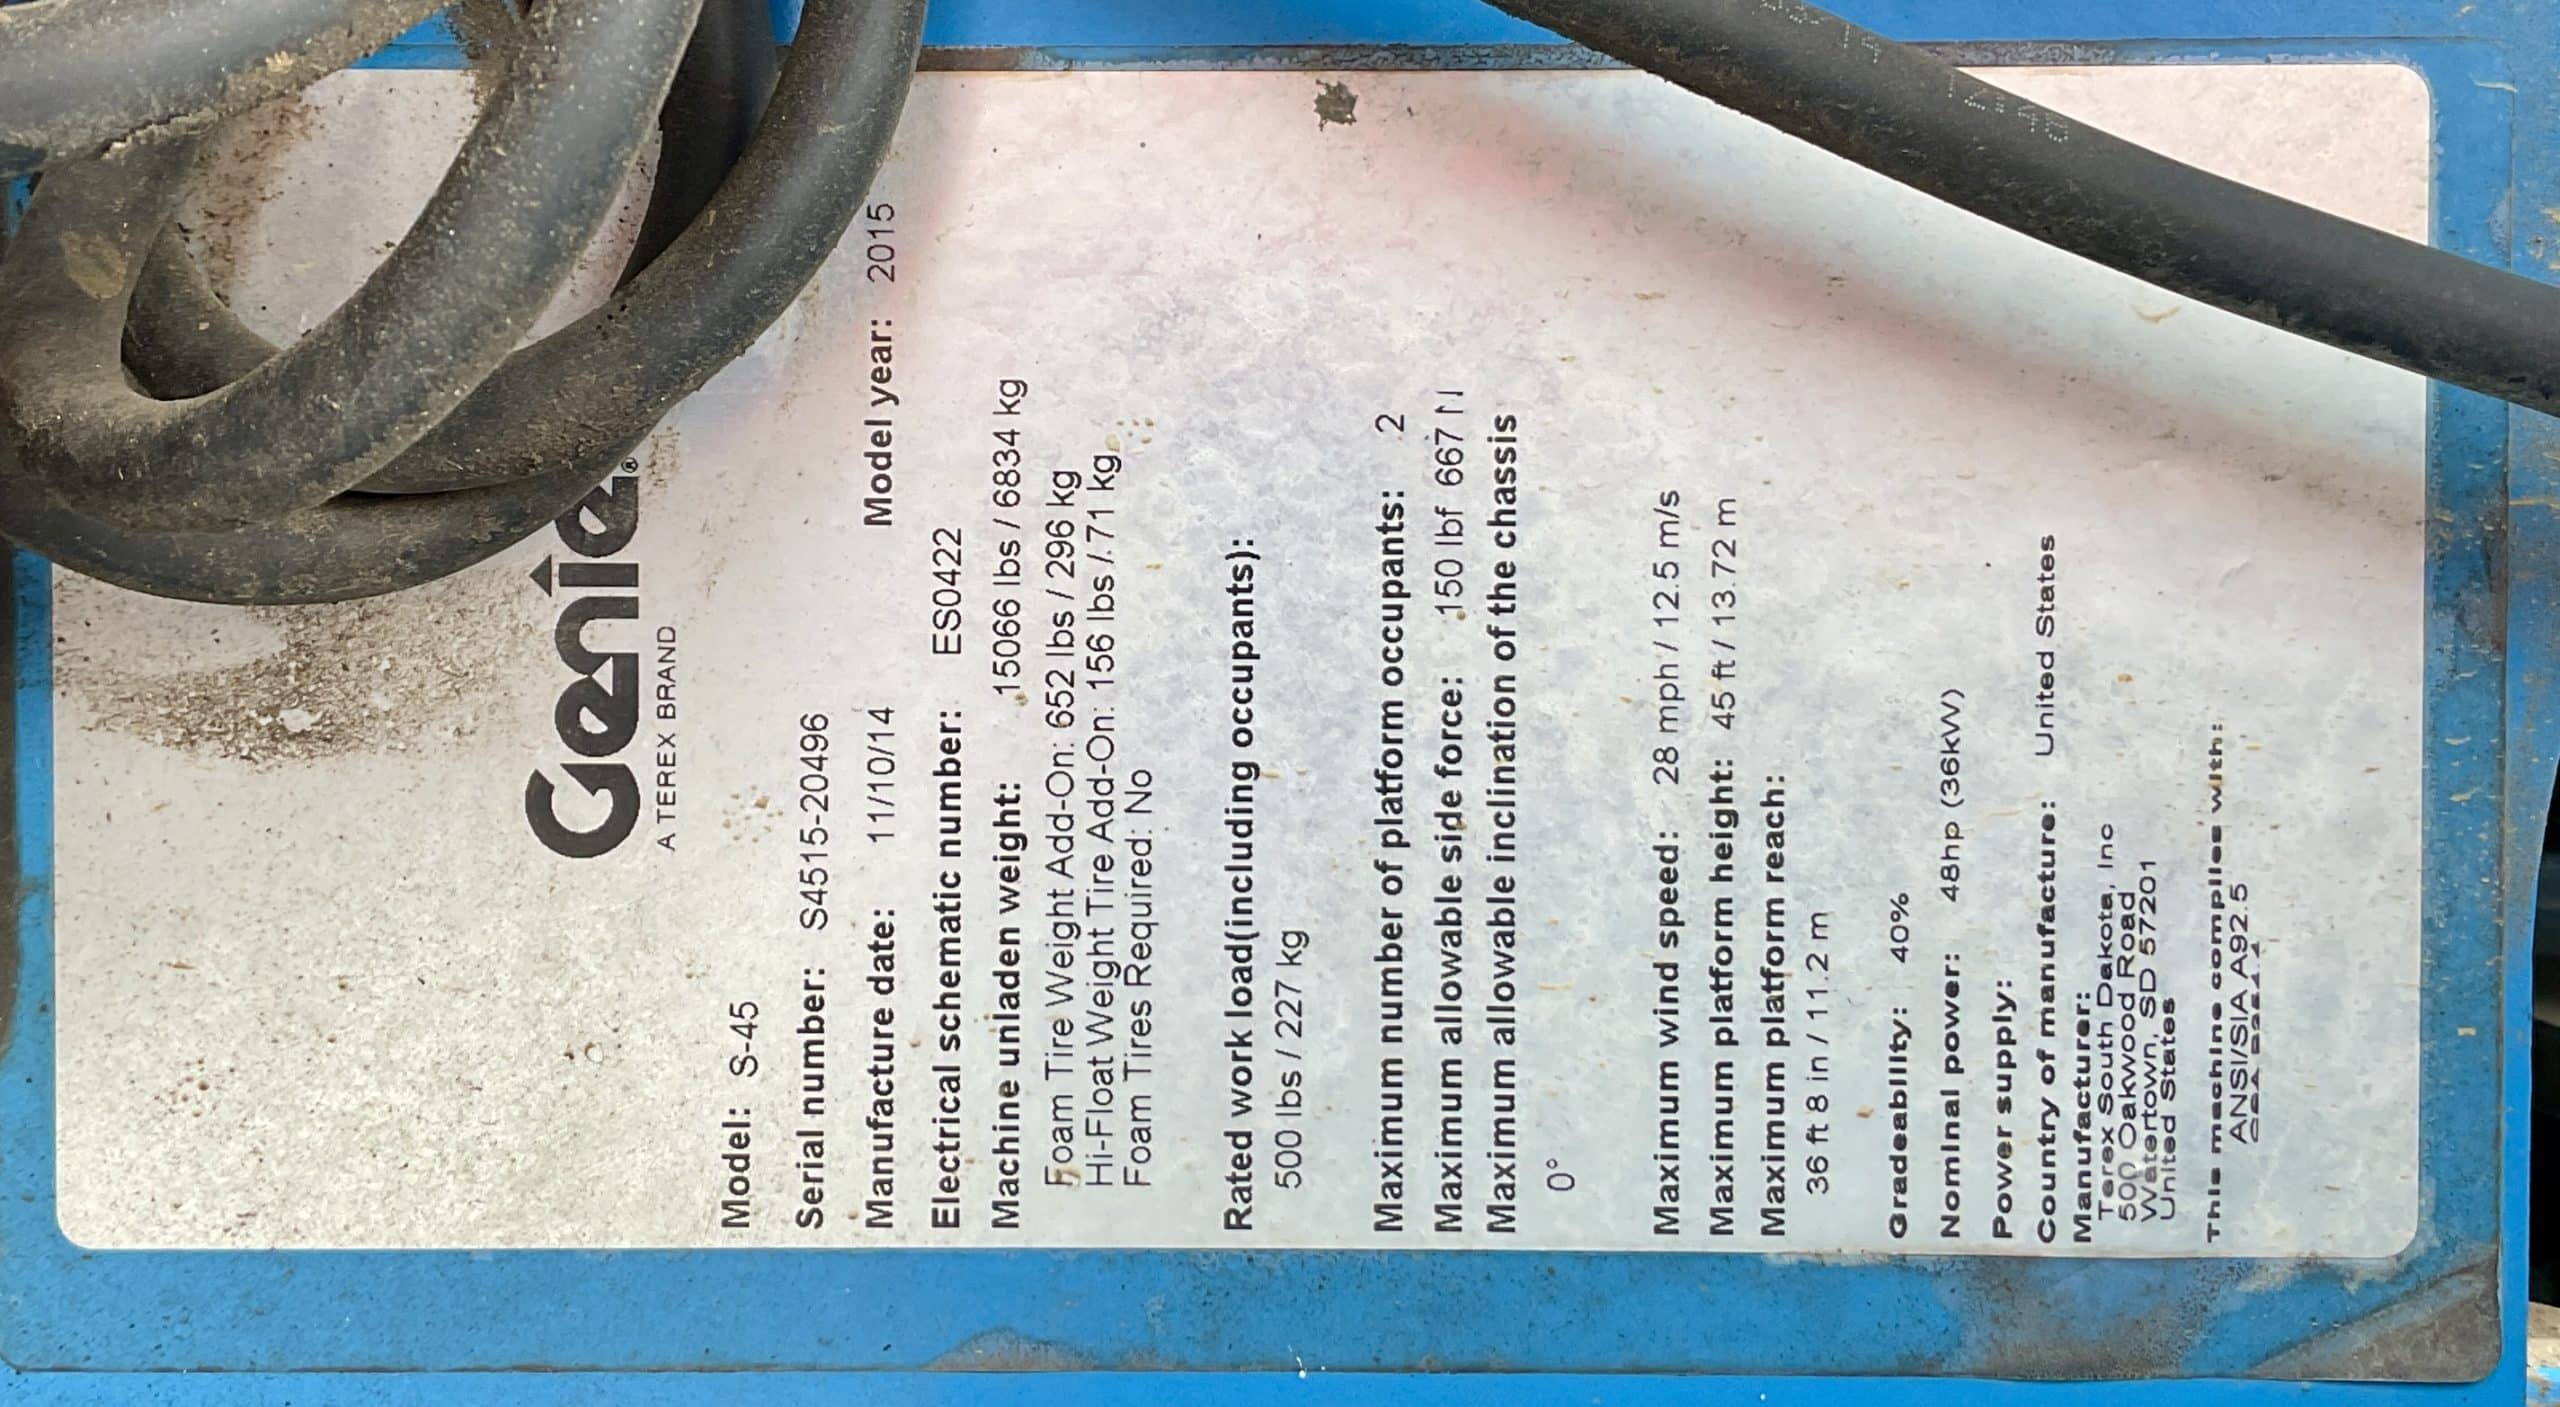 Genie®
A TEREX BRAND
Model: S-45
Serial number: S4515-20496
Manufacture date: 11/10/14 Model year: 2015
Electrical schematic number: ES0422
Machine unladen weight: 15066 lbs / 6834 kg
Foam Tire Weight Add-On: 652 lbs / 296 kg
Hi-Float Weight Tire Add-On: 156 lbs / 71 kg
Foam Tires Required: No
Rated work load(including occupants):
500 lbs / 227 kg
Maximum number of platform occupants: 2
Maximum allowable side force: 150 lbf 667 N
Maximum allowable inclination of the chassis
0°
Maximum wind speed: 28 mph / 12.5 m/s
Maximum platform height: 45 ft / 13.72 m
Maximum platform reach:
36 ft 8 in / 11.2 m
Gradeability: 40%
Nominal power: 48hp (36kW)
Power supply:
Country of manufacture: United States
Manufacturer:
Terex South Dakota, Inc
500 Oakwood Road
Watertown, SD 57201
United States
This machine complies with:
ANSI/SIA A92.5